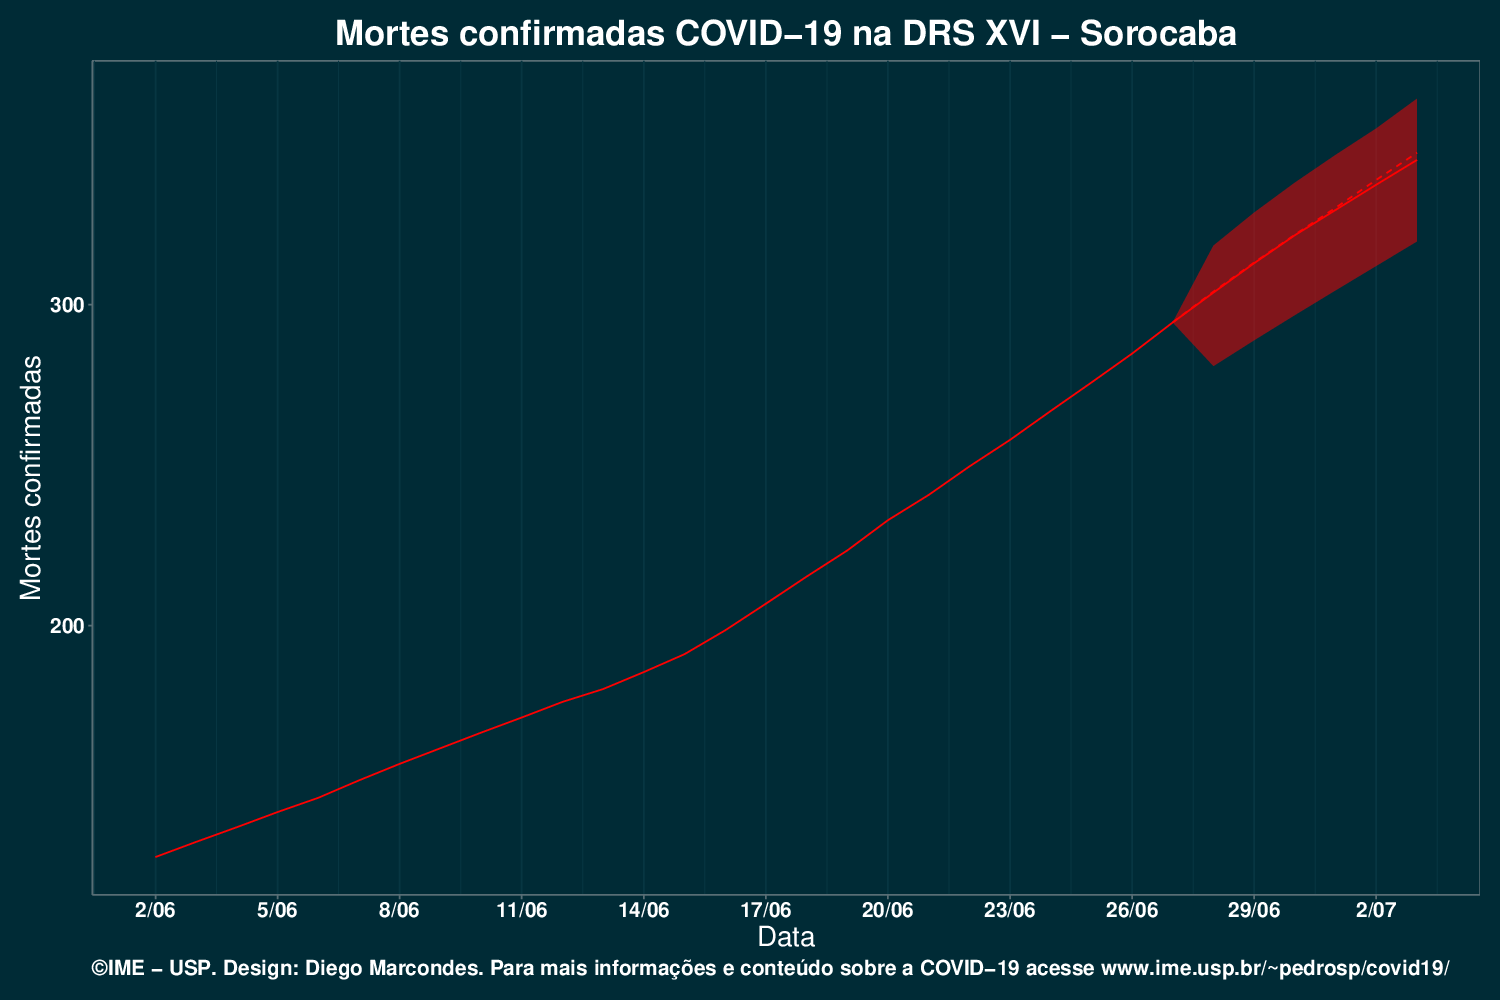 Mortes confirmadas COVID−19 na DRS XVI − Sorocaba
Mortes confirmadas
300
200
2/06 5/06 8/06 11/06 14/06 17/06 20/06 23/06 26/06 29/06 2/07
Data
©IME − USP. Design: Diego Marcondes. Para mais informações e conteúdo sobre a COVID−19 acesse www.ime.usp.br/~pedrosp/covid19/